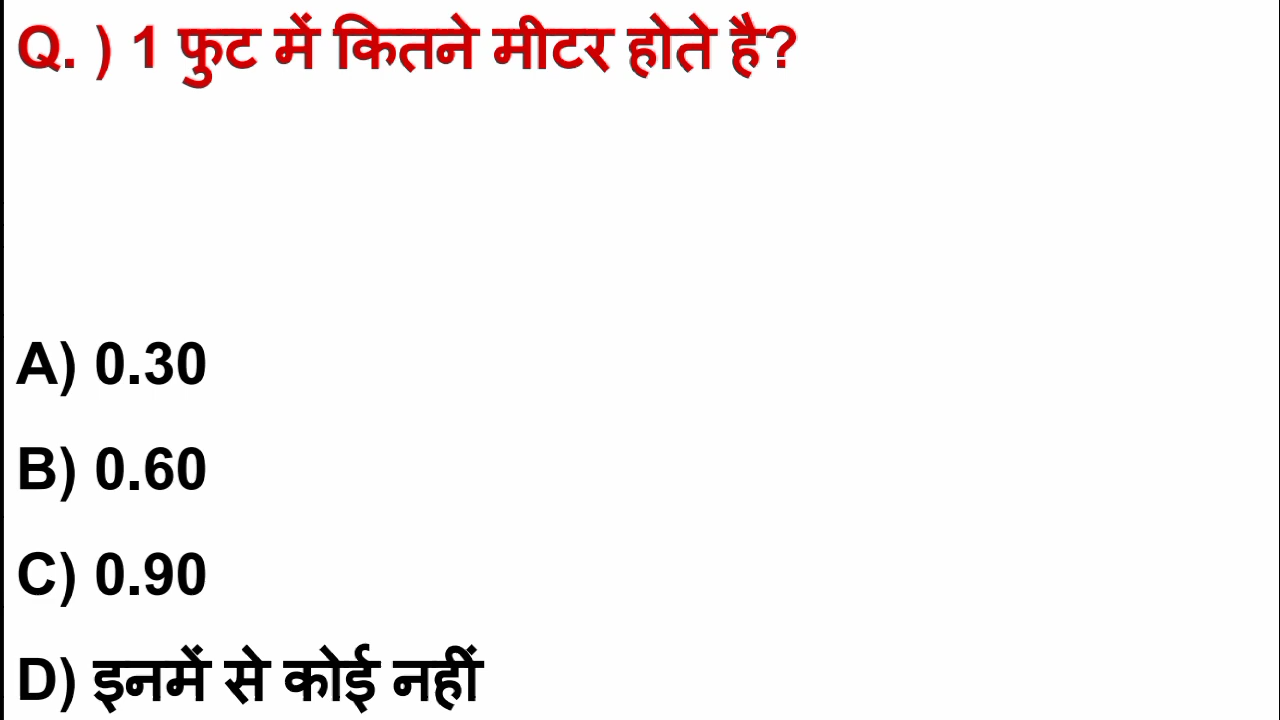 Q. ) 1 फुट में कितने मीटर होते है?
A) 0.30
B) 0.60
C) 0.90
D) इनमें से कोई नहीं